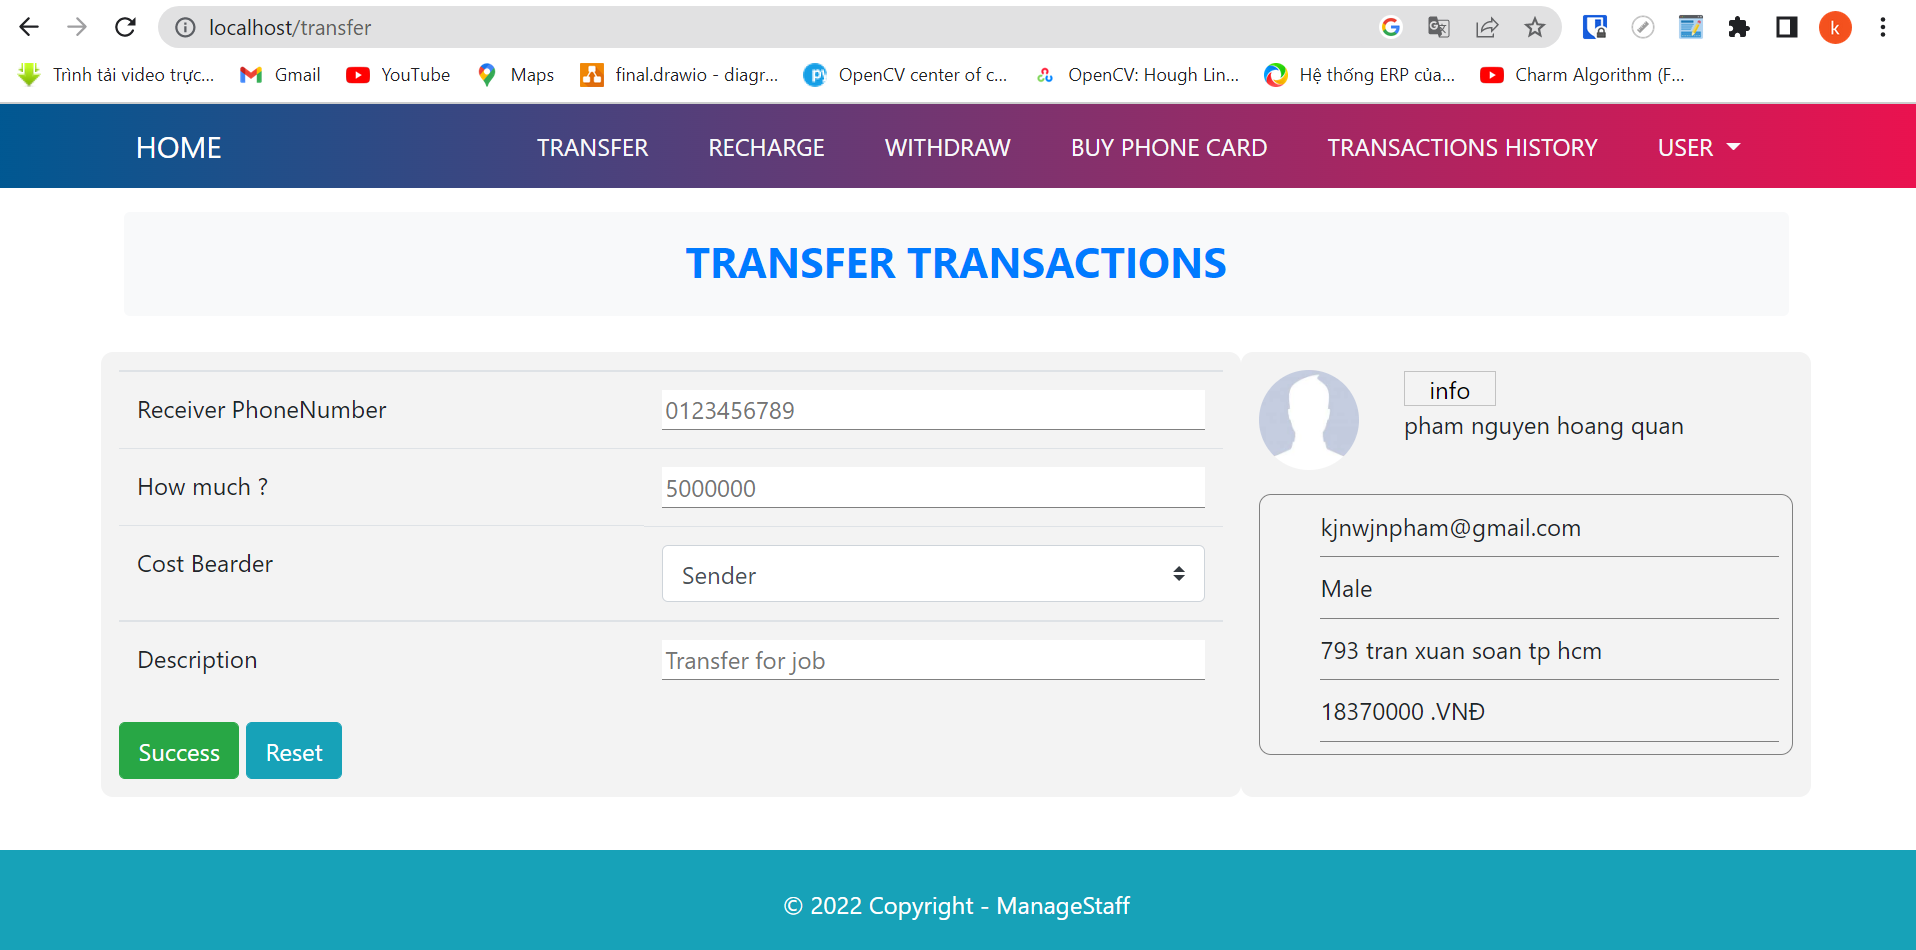 localhost/transfer
Trình tải video trực... Gmail YouTube Maps final.drawio - diagr... OpenCV center of c... OpenCV: Hough Lin... Hệ thống ERP của... Charm Algorithm (F...
HOME TRANSFER RECHARGE WITHDRAW BUY PHONE CARD TRANSACTIONS HISTORY USER
TRANSFER TRANSACTIONS
Receiver PhoneNumber 0123456789
How much ? 5000000
Cost Bearder Sender
Description Transfer for job
Success Reset
info
pham nguyen hoang quan
kjnwjnpham@gmail.com
Male
793 tran xuan soan tp hcm
18370000 .VNĐ
© 2022 Copyright - ManageStaff